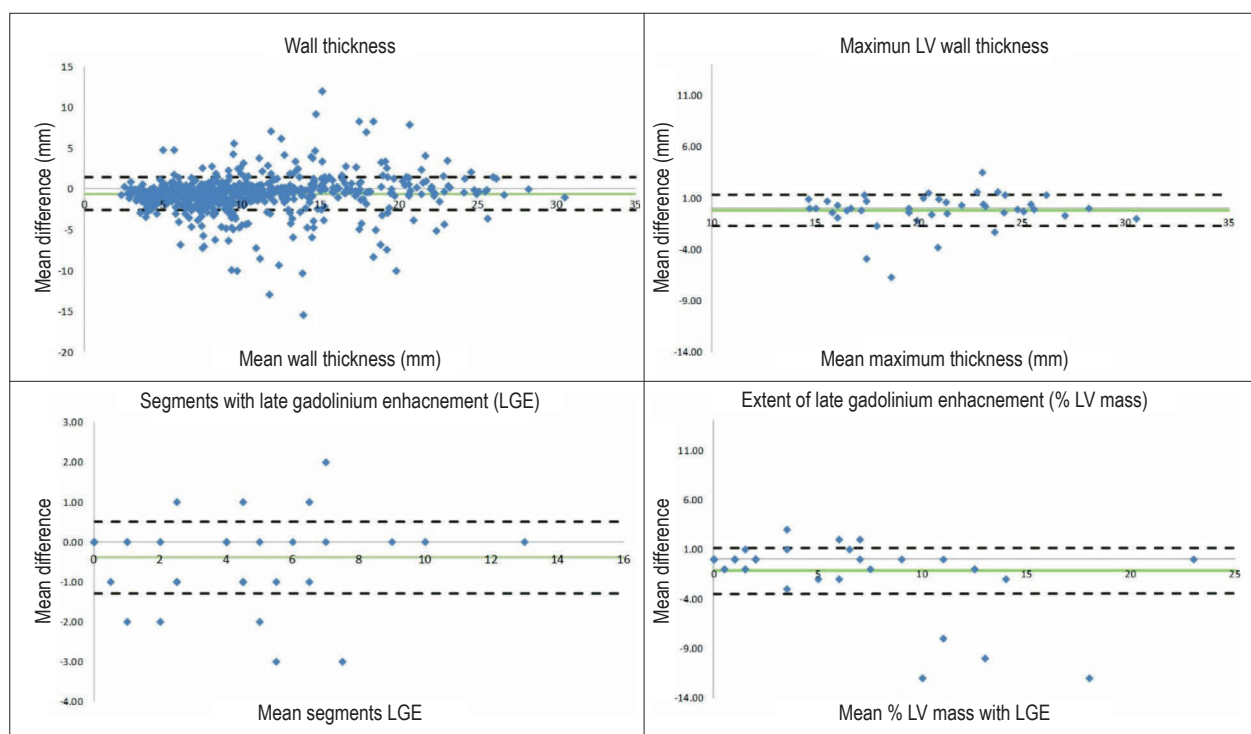 Wall thickness
15
10
5
0
-5
-10
-15
-20
0 5 10 15 20 25 30 35
Mean difference (mm)
Mean wall thickness (mm)
Maximun LV wall thickness
11.00
6.00
1.00
-4.00
-9.00
-14.00
10 15 20 25 30 35
Mean difference (mm)
Mean maximum thickness (mm)
Segments with late gadolinium enhacnement (LGE)
3.00
2.00
1.00
0.00
-1.00
-2.00
-3.00
-4.00
0 2 4 6 8 10 12 14 16
Mean difference
Mean segments LGE
Extent of late gadolinium enhacnement (% LV mass)
11.00
6.00
1.00
-4.00
-9.00
-14.00
0 5 10 15 20 25
Mean difference
Mean % LV mass with LGE